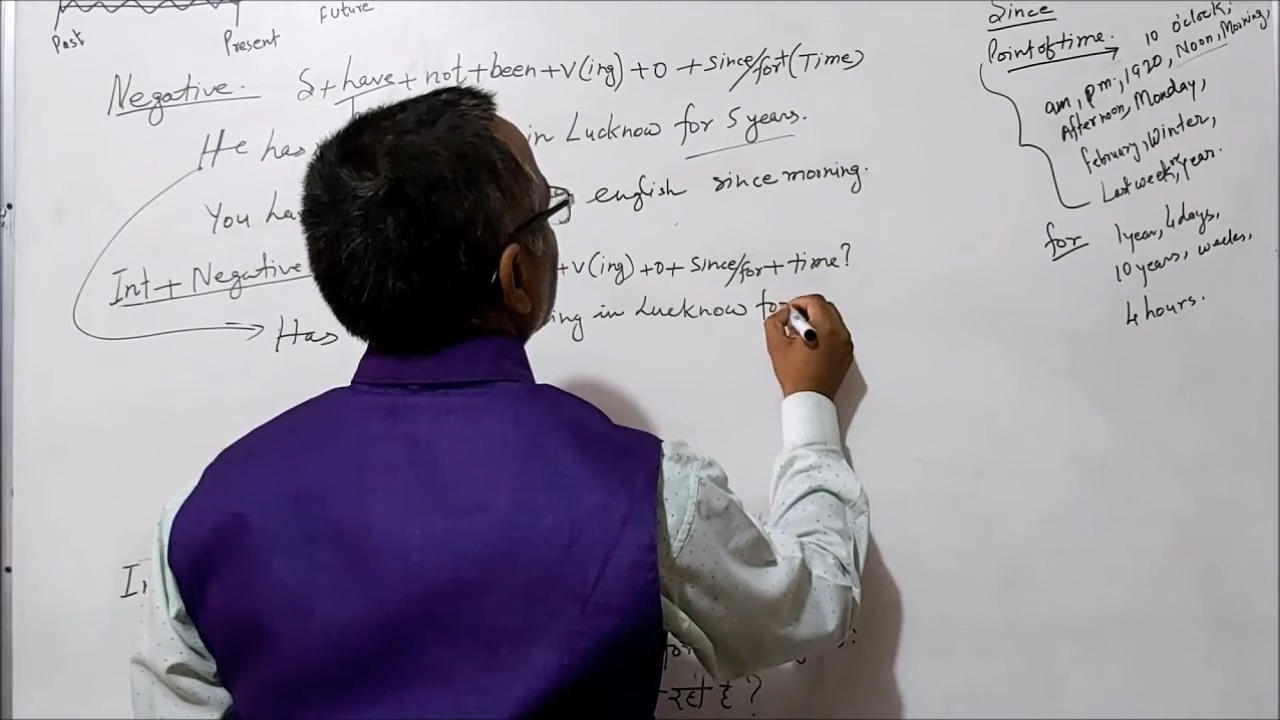 Future
Past
Present
Negative. S + have + not + been + v(ing) + o + since/for + (Time)
He has in Lucknow for 5 years.
You ha english since morning.
Int + Negative + v(ing) + o + since/for + time?
Has ing in Lucknow fo
I
for
रहे है ?
Since
Point of time. 10 o'clock,
am, pm, 1920, Noon, Morning,
Afternoon, Monday,
february, Winter,
Last week, or year.
for 1 year, 4 days,
10 years, weeks,
4 hours.